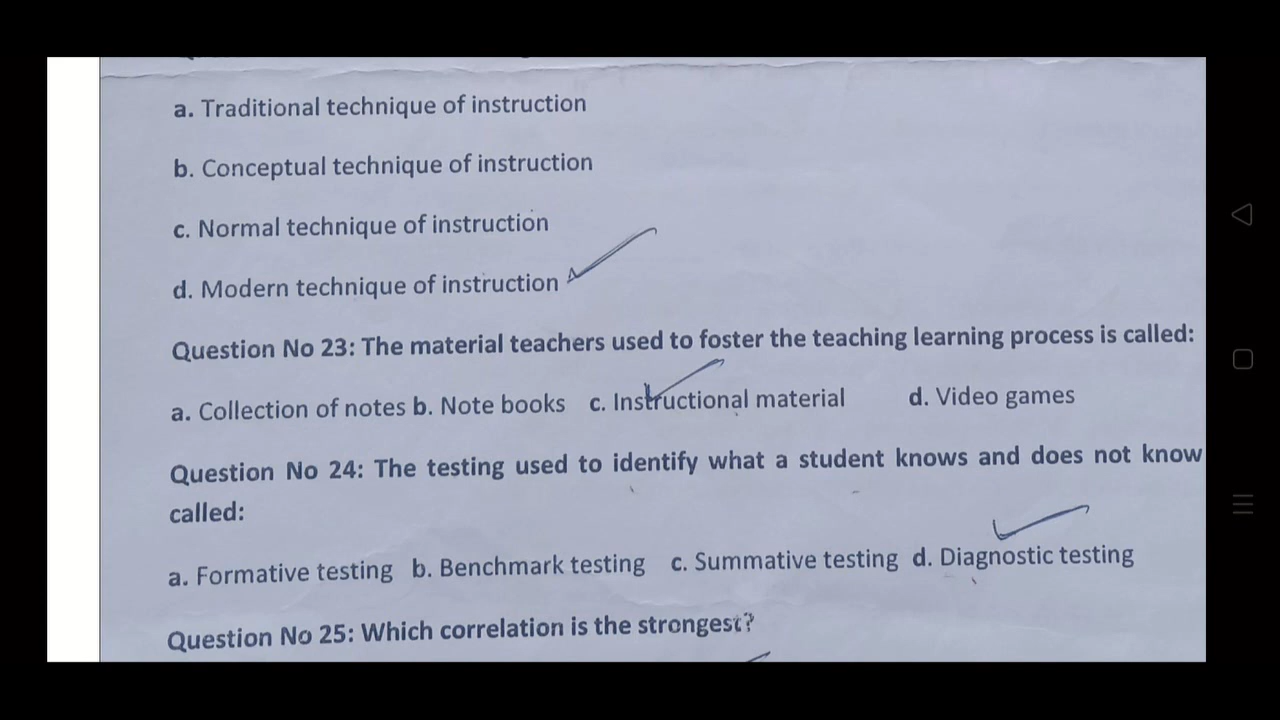 a. Traditional technique of instruction
b. Conceptual technique of instruction
c. Normal technique of instruction
d. Modern technique of instruction
Question No 23: The material teachers used to foster the teaching learning process is called:
a. Collection of notes b. Note books c. Instructional material d. Video games
Question No 24: The testing used to identify what a student knows and does not know
called:
a. Formative testing b. Benchmark testing c. Summative testing d. Diagnostic testing
Question No 25: Which correlation is the strongest?